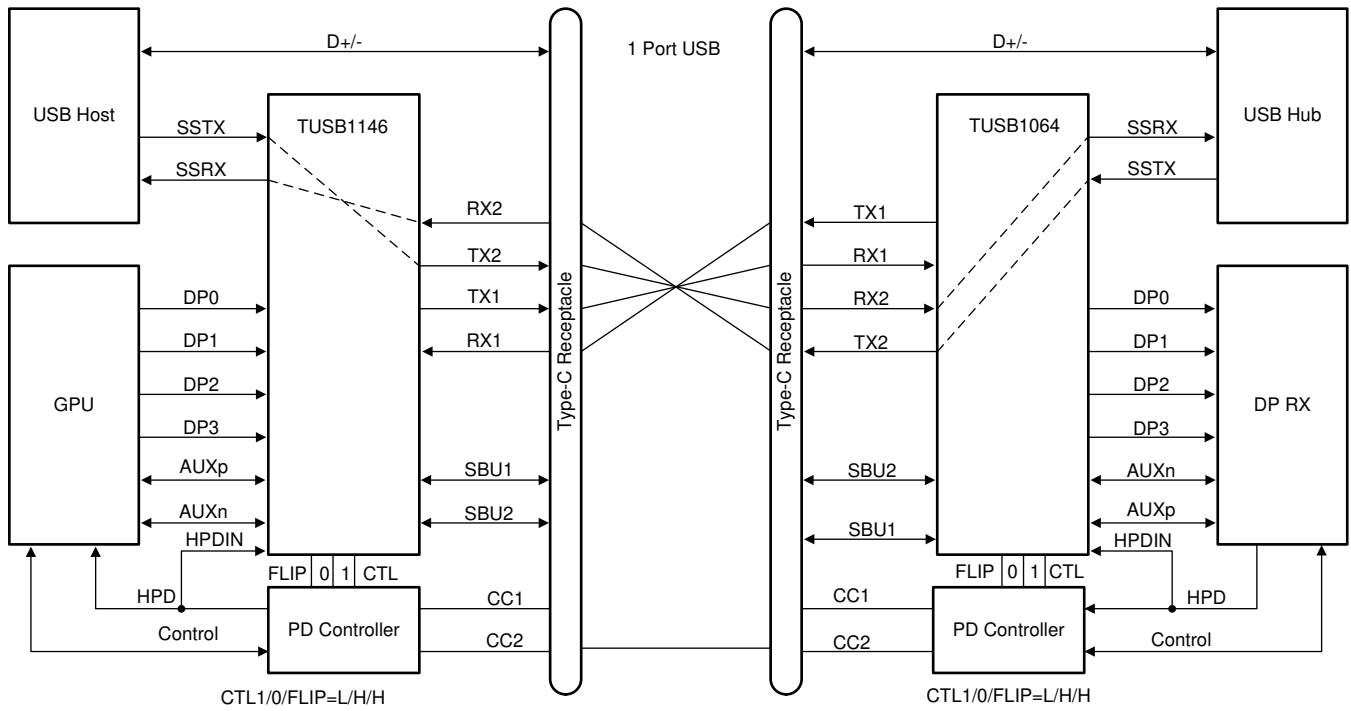 D+/-
1 Port USB
D+/-
USB Host
TUSB1146
TUSB1064
USB Hub
SSTX
SSRX
SSRX
SSTX
RX2
TX2
TX1
RX1
TX1
RX1
RX2
TX2
Type-C Receptacle
Type-C Receptacle
GPU
DP0
DP1
DP2
DP3
AUXp
AUXn
HPDIN
SBU1
SBU2
SBU2
SBU1
DP0
DP1
DP2
DP3
AUXn
AUXp
HPDIN
DP RX
FLIP 0 1 CTL
FLIP 0 1 CTL
HPD
Control
PD Controller
CC1
CC2
CC1
CC2
PD Controller
HPD
Control
CTL1/0/FLIP=L/H/H
CTL1/0/FLIP=L/H/H